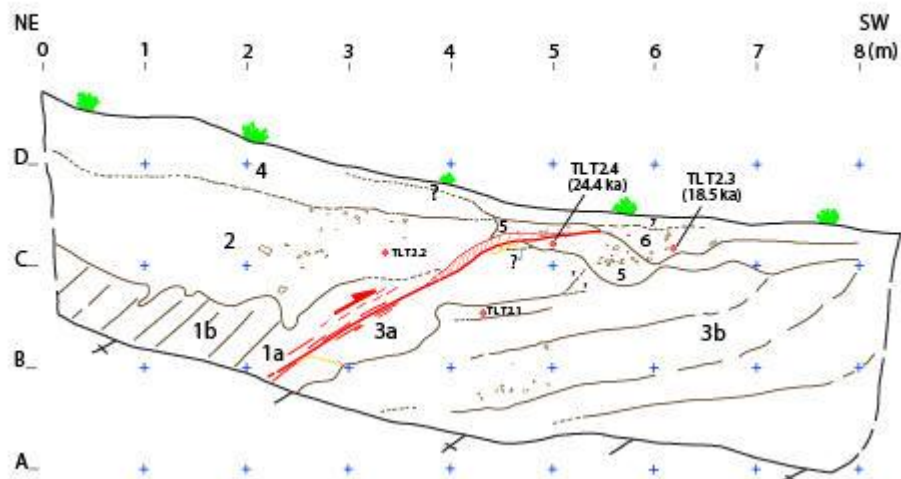 NE SW
0 1 2 3 4 5 6 7 8 (m)
D
4
TLT2.4
(24.4 ka)
TLT2.3
(18.5 ka)
?
5
?
6
2
TLT2.2
C
?
5
?
?
TLT2.1
1b
3a
3b
1a
B
A